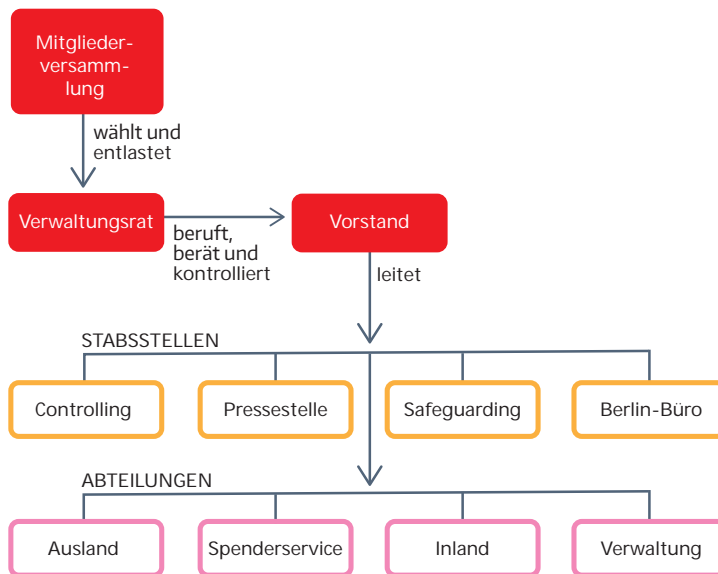 Mitglieder-
versamm-
lung
wählt und
entlastet
Verwaltungsrat
beruft,
berät und
kontrolliert
Vorstand
leitet
STABSSTELLEN
Controlling
Pressestelle
Safeguarding
Berlin-Büro
ABTEILUNGEN
Ausland
Spenderservice
Inland
Verwaltung